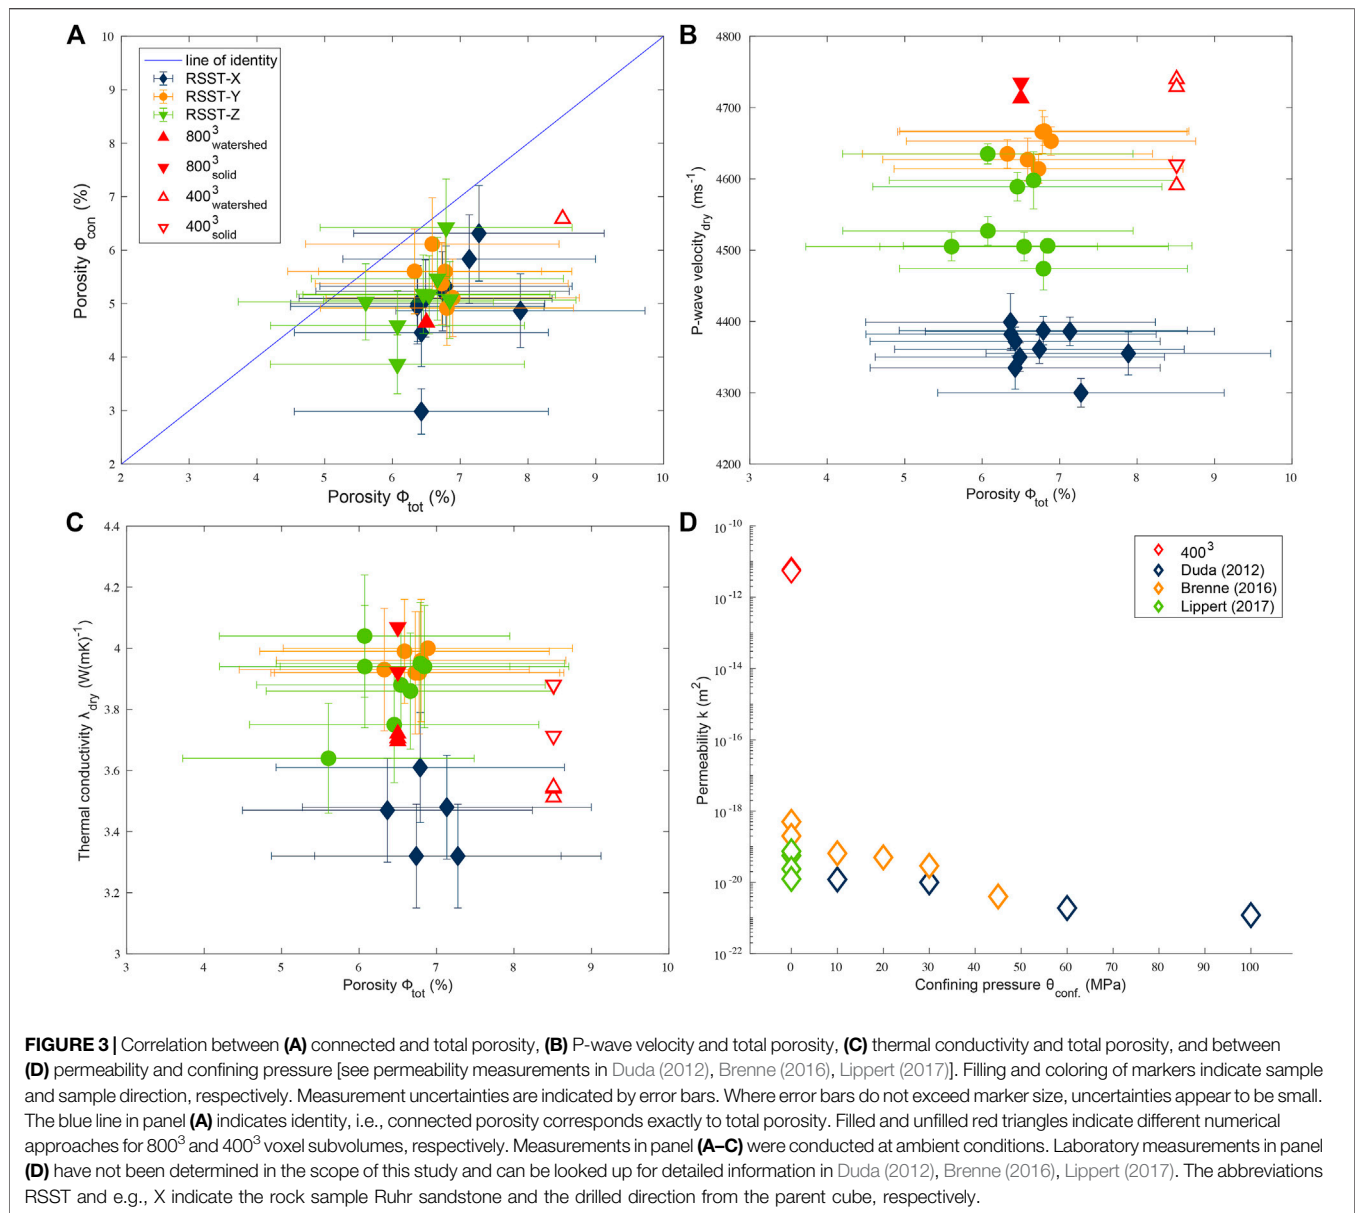 A
10
9
8
7
6
5
4
3
2
2
3
4
5
6
7
8
9
10
Porosity Φcon (%)
Porosity Φtot (%)
line of identity
RSST-X
RSST-Y
RSST-Z
800³watershed
800³solid
400³watershed
400³solid
B
4800
4700
4600
4500
4400
4300
4200
3
4
5
6
7
8
9
10
P-wave velocitydry (ms⁻¹)
Porosity Φtot (%)
C
4.4
4.2
4
3.8
3.6
3.4
3.2
3
3
4
5
6
7
8
9
10
Thermal conductivity λdry (W(mK)⁻¹)
Porosity Φtot (%)
D
10⁻¹⁰
10⁻¹²
10⁻¹⁴
10⁻¹⁶
10⁻¹⁸
10⁻²⁰
10⁻²²
0
10
20
30
40
50
60
70
80
90
100
Permeability k (m²)
Confining pressure θconf. (MPa)
400³
Duda (2012)
Brenne (2016)
Lippert (2017)
FIGURE 3 | Correlation between (A) connected and total porosity, (B) P-wave velocity and total porosity, (C) thermal conductivity and total porosity, and between
(D) permeability and confining pressure [see permeability measurements in Duda (2012), Brenne (2016), Lippert (2017)]. Filling and coloring of markers indicate sample
and sample direction, respectively. Measurement uncertainties are indicated by error bars. Where error bars do not exceed marker size, uncertainties appear to be small.
The blue line in panel (A) indicates identity, i.e., connected porosity corresponds exactly to total porosity. Filled and unfilled red triangles indicate different numerical
approaches for 800³ and 400³ voxel subvolumes, respectively. Measurements in panel (A–C) were conducted at ambient conditions. Laboratory measurements in panel
(D) have not been determined in the scope of this study and can be looked up for detailed information in Duda (2012), Brenne (2016), Lippert (2017). The abbreviations
RSST and e.g., X indicate the rock sample Ruhr sandstone and the drilled direction from the parent cube, respectively.